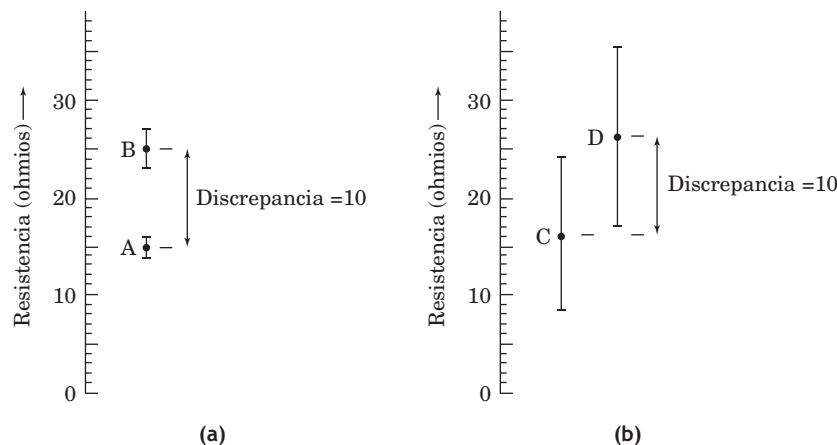 Resistencia (ohmios)
30
20
10
0
B
A
Discrepancia =10
(a)
Resistencia (ohmios)
30
20
10
0
D
C
Discrepancia =10
(b)